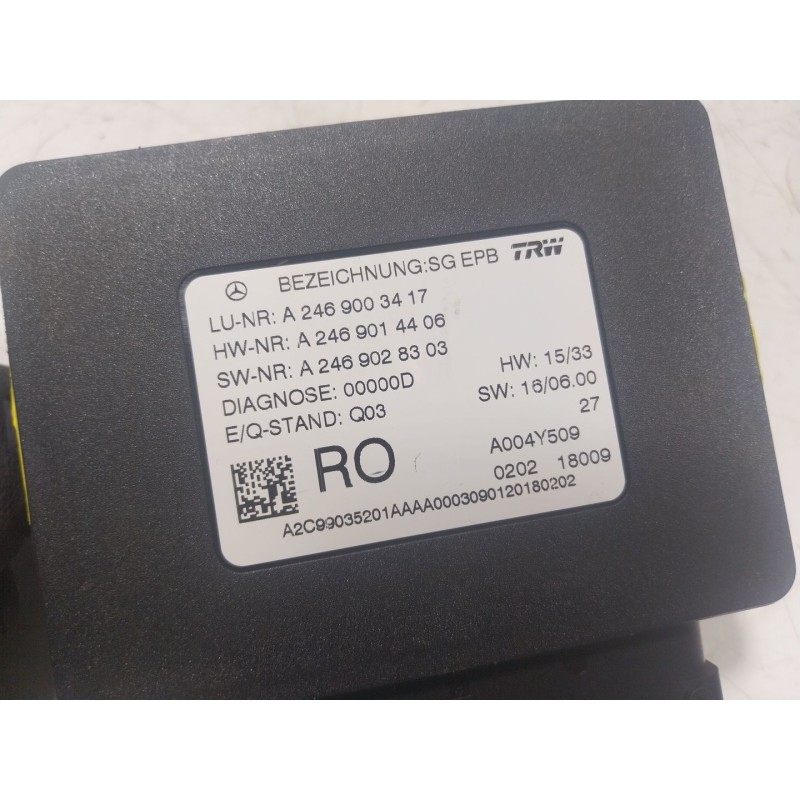 BEZEICHNUNG:SG EPB TRW
LU-NR: A 246 900 34 17
HW-NR: A 246 901 44 06
SW-NR: A 246 902 83 03
HW: 15/33
DIAGNOSE: 00000D
SW: 16/06.00
E/Q-STAND: Q03
27
RO
A004Y509
0202 18009
A2C99035201AAAA0003090120180202